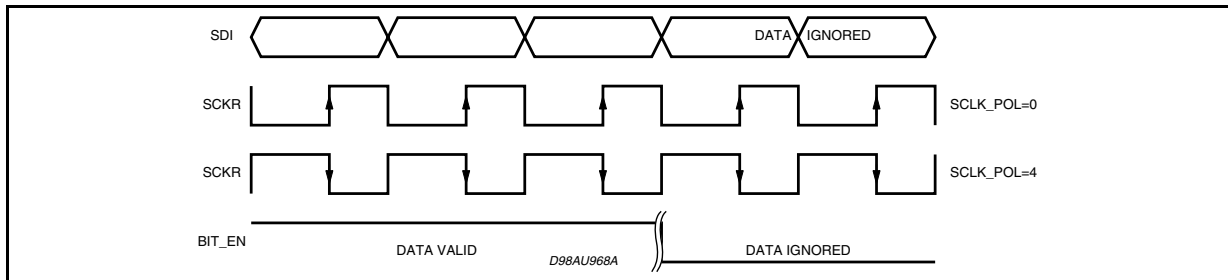 SDI DATA IGNORED
SCKR SCLK_POL=0
SCKR SCLK_POL=4
BIT_EN DATA VALID D98AU968A DATA IGNORED